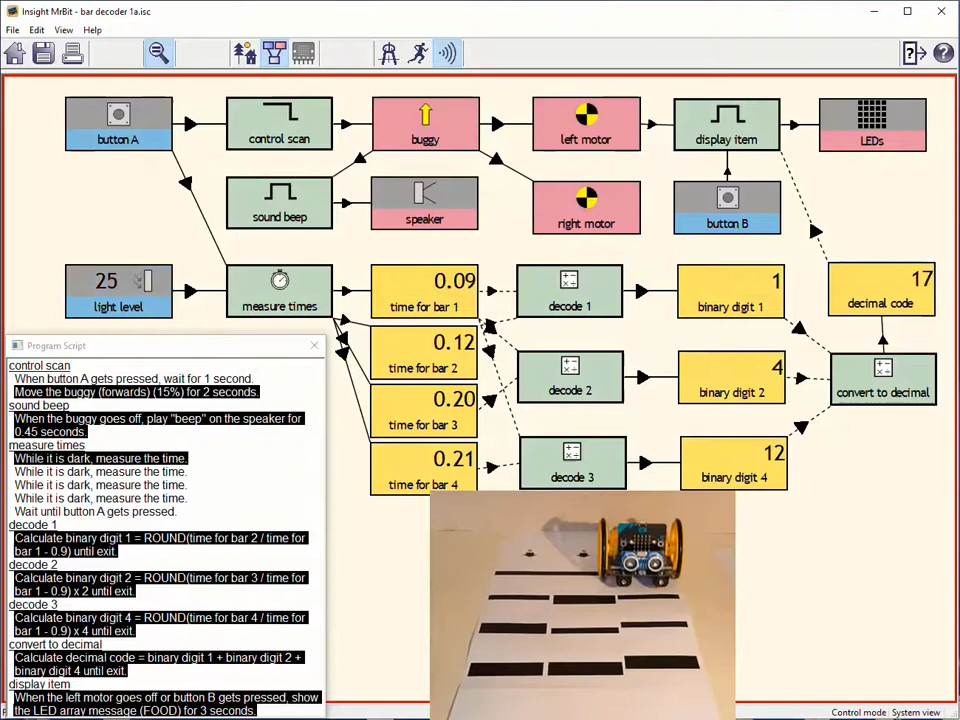 Insight MrBit - bar decoder 1a.isc
File Edit View Help
button A
control scan
buggy
left motor
display item
LEDs
sound beep
speaker
right motor
button B
25
light level
measure times
0.09
time for bar 1
decode 1
1
binary digit 1
17
decimal code
0.12
time for bar 2
decode 2
4
binary digit 2
convert to decimal
0.20
time for bar 3
0.21
time for bar 4
decode 3
12
binary digit 4
Program Script
control scan
When button A gets pressed, wait for 1 second.
Move the buggy (forwards) (15%) for 2 seconds.
sound beep
When the buggy goes off, play "beep" on the speaker for
0.45 seconds.
measure times
While it is dark, measure the time.
While it is dark, measure the time.
While it is dark, measure the time.
While it is dark, measure the time.
Wait until button A gets pressed.
decode 1
Calculate binary digit 1 = ROUND(time for bar 2 / time for
bar 1 - 0.9) until exit.
decode 2
Calculate binary digit 2 = ROUND(time for bar 3 / time for
bar 1 - 0.9) x 2 until exit.
decode 3
Calculate binary digit 4 = ROUND(time for bar 4 / time for
bar 1 - 0.9) x 4 until exit.
convert to decimal
Calculate decimal code = binary digit 1 + binary digit 2 +
binary digit 4 until exit.
display item
When the left motor goes off or button B gets pressed, show
the LED array message (FOOD) for 3 seconds.
Control mode System view